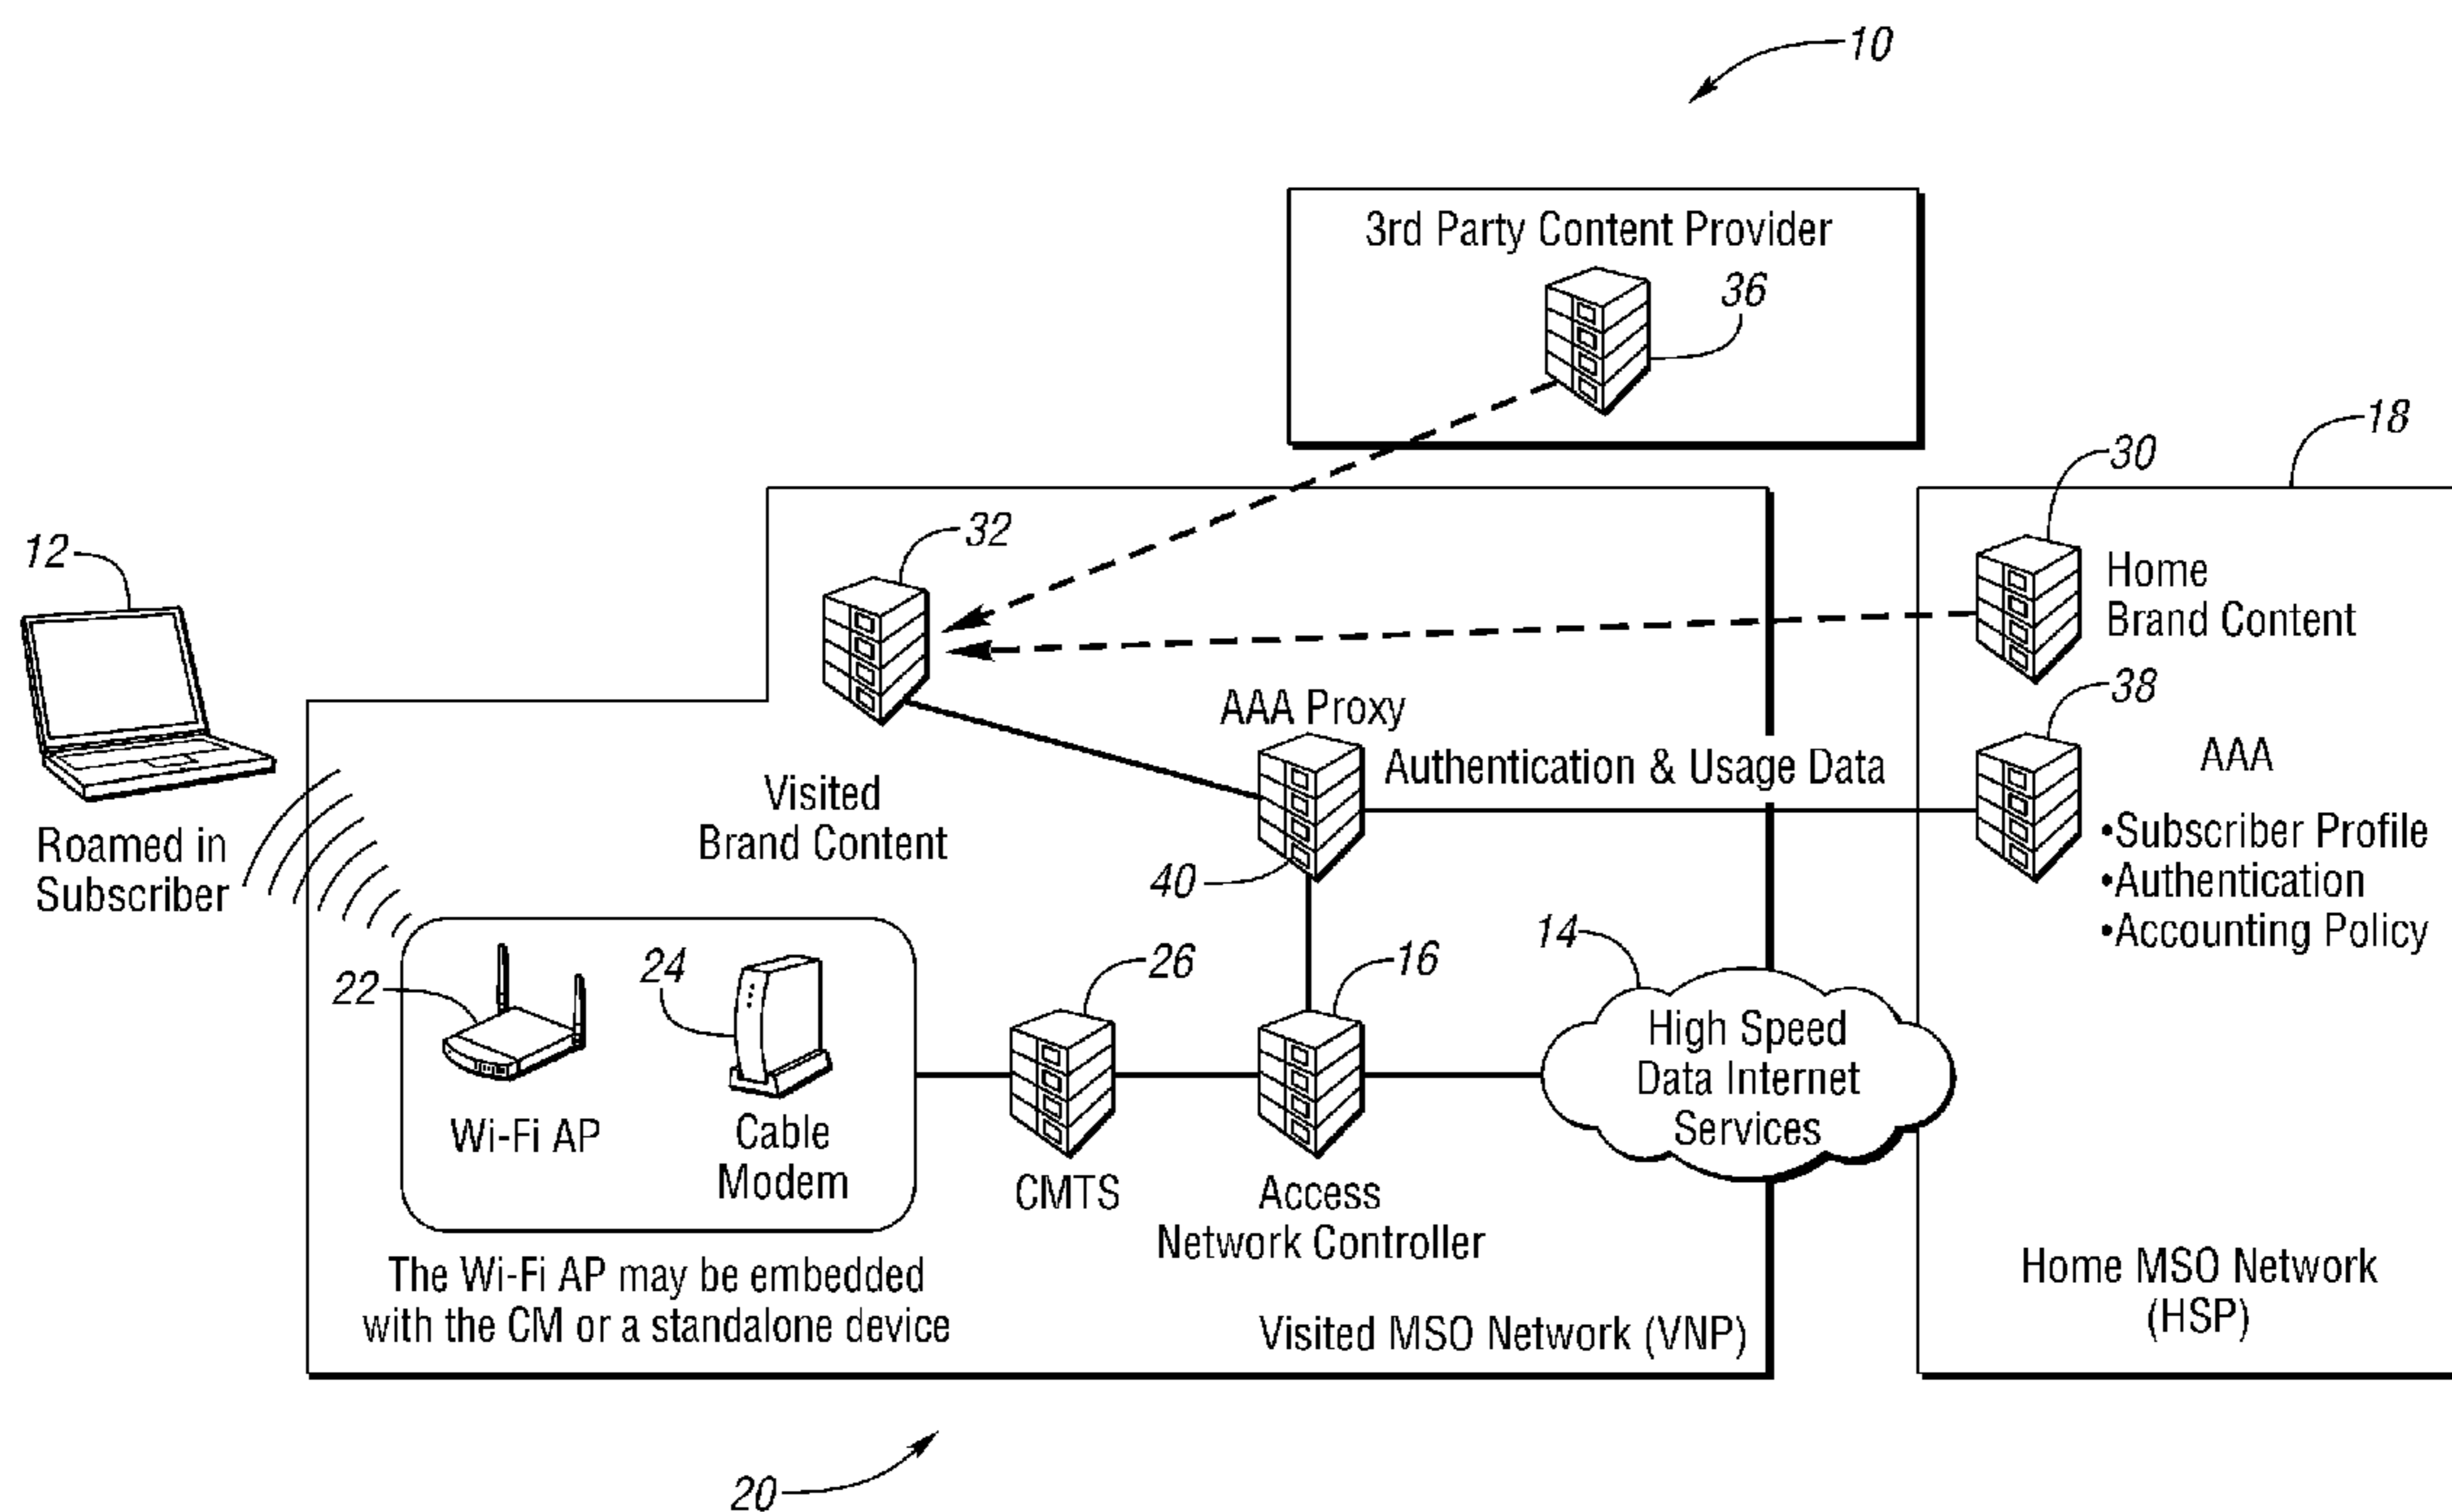 10
3rd Party Content Provider
36
18
30
32
12
Home
Brand Content
38
AAA Proxy
Authentication & Usage Data
AAA
•Subscriber Profile
•Authentication
•Accounting Policy
Visited
Brand Content
Roamed in
Subscriber
40
14
26
16
24
22
High Speed
Data Internet
Services
Wi-Fi AP
Cable
Modem
CMTS
Access
Network Controller
The Wi-Fi AP may be embedded
with the CM or a standalone device
Visited MSO Network (VNP)
Home MSO Network
(HSP)
20